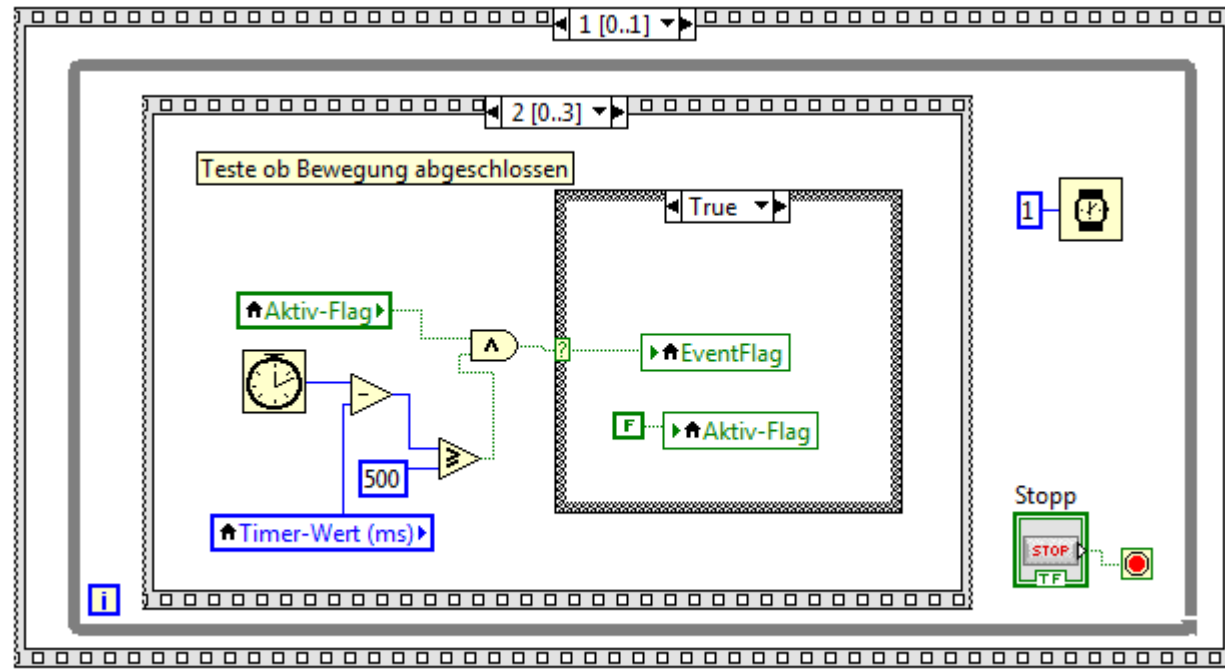 1 [0..1]
2 [0..3]
Teste ob Bewegung abgeschlossen
True
1
Aktiv-Flag
?
EventFlag
F
Aktiv-Flag
500
Stopp
Timer-Wert (ms)
STOP
TF
i